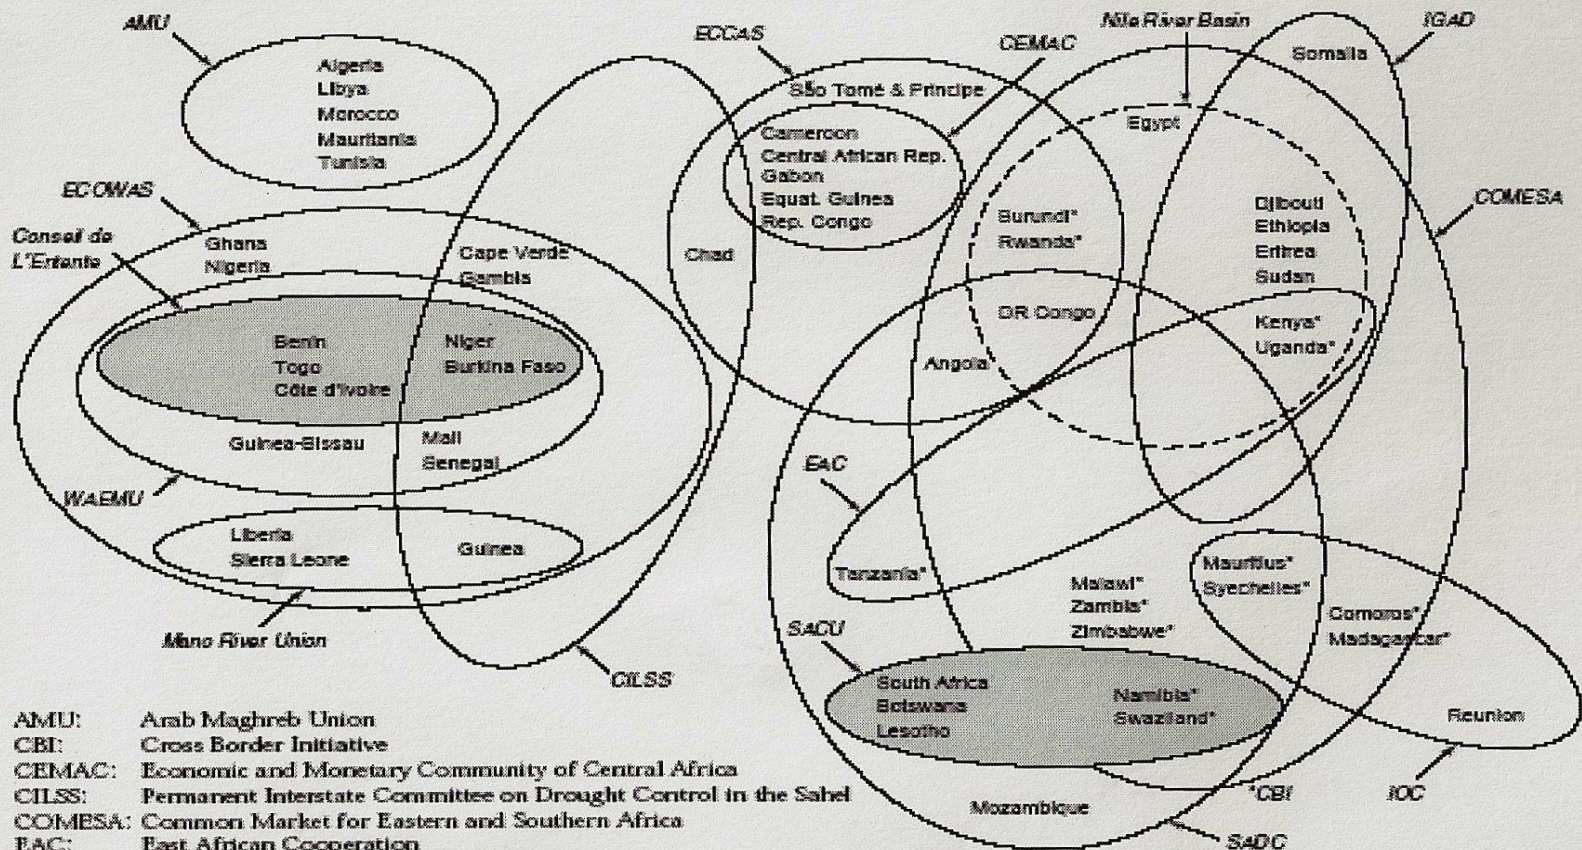 AMU
Algeria
Libya
Morocco
Mauritania
Tunisia
ECOWAS
Conseil de
L'Entente
Ghana
Nigeria
Cape Verde
Gambia
Benin
Togo
Côte d'Ivoire
Niger
Burkina Faso
Guinea-Bissau
Mali
Senegal
WAEMU
Liberia
Sierra Leone
Guinea
Mano River Union
CILSS
ECCAS
CEMAC
São Tomé & Principe
Cameroon
Central African Rep.
Gabon
Equat. Guinea
Rep. Congo
Chad
Nile River Basin
IGAD
Somalia
Egypt
COMESA
Burundi*
Rwanda*
Djibouti
Ethiopia
Eritrea
Sudan
DR Congo
Angola
Kenya*
Uganda*
EAC
Tanzania*
Malawi*
Zambia*
Zimbabwe*
Mauritius*
Syechelles*
Comoros*
Madagascar*
Reunion
SACU
South Africa
Botswana
Lesotho
Namibia*
Swaziland*
Mozambique
*CBI
IOC
SADC
AMU: Arab Maghreb Union
CBI: Cross Border Initiative
CEMAC: Economic and Monetary Community of Central Africa
CILSS: Permanent Interstate Committee on Drought Control in the Sahel
COMESA: Common Market for Eastern and Southern Africa
EAC: East African Cooperation